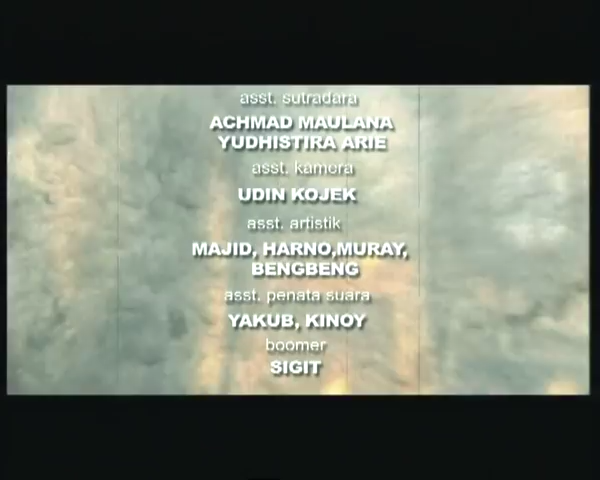 asst. sutradara
ACHMAD MAULANA
YUDHISTIRA ARIE
asst. kamera
UDIN KOJEK
asst. artistik
MAJID, HARNO,MURAY,
BENGBENG
asst. penata suara
YAKUB, KINOY
boomer
SIGIT